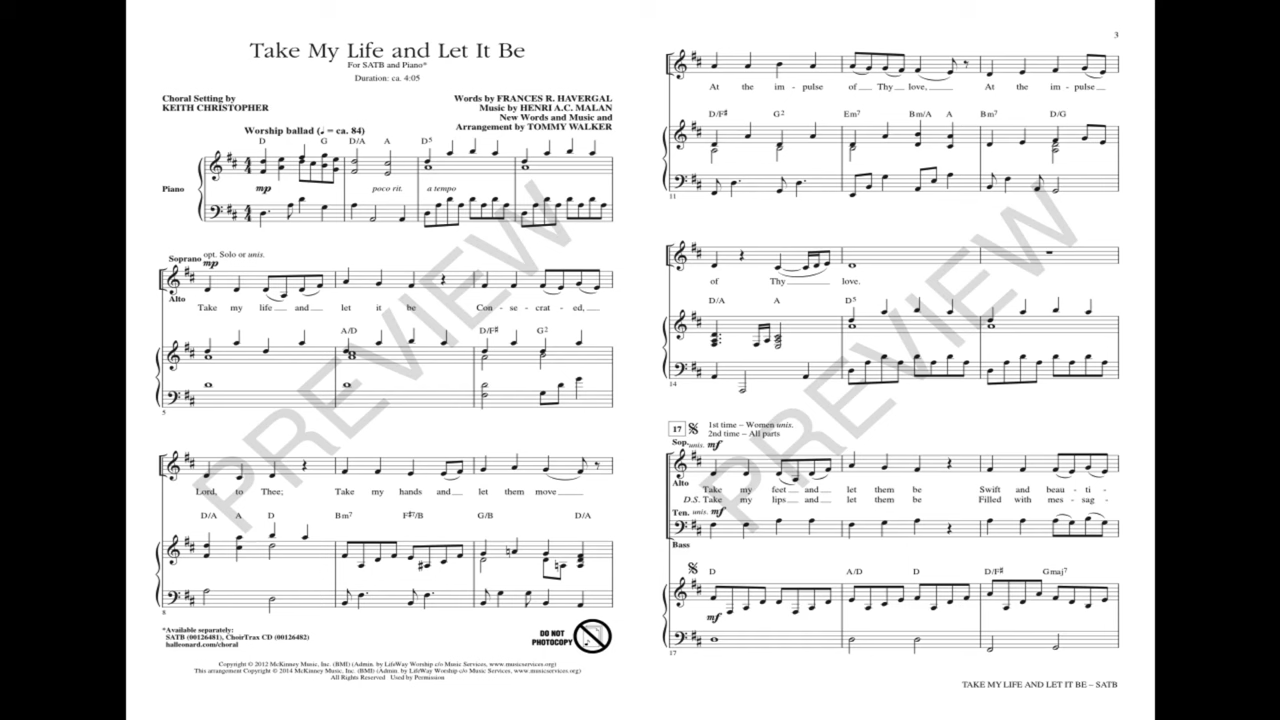 Take My Life and Let It Be
For SATB and Piano*
Duration: ca. 4:05
Choral Setting by
KEITH CHRISTOPHER
Words by FRANCES R. HAVERGAL
Music by HENRI A.C. MALAN
New Words and Music and
Arrangement by TOMMY WALKER
Worship ballad (♩ = ca. 84)
D G D/A A D5
Piano
mp poco rit. a tempo
Soprano opt. Solo or unis.
mp
Alto
Take my life and let it be Con - se - crat - ed,
A/D D/F# G2
5
Lord, to Thee; Take my hands and let them move
D/A A D Bm7 F#7/B G/B D/A
8
*Available separately:
SATB (00126481), ChoirTrax CD (00126482)
halleonard.com/choral
DO NOT
PHOTOCOPY
Copyright © 2012 McKinney Music, Inc. (BMI) (Admin. by LifeWay Worship c/o Music Services, www.musicservices.org)
This arrangement Copyright © 2014 McKinney Music, Inc. (BMI) (Admin. by LifeWay Worship c/o Music Services, www.musicservices.org)
All Rights Reserved Used by Permission
PREVIEW
3
At the im - pulse of Thy love, At the im - pulse
D/F# G2 Em7 Bm/A A Bm7 D/G
11
of Thy love.
D/A A D5
14
17 1st time – Women unis.
2nd time – All parts
Sop. unis. mf
Alto
Take my feet and let them be Swift and beau - ti -
D.S. Take my lips and let them be Filled with mes - sag -
Ten. unis. mf
Bass
D A/D D D/F# Gmaj7
mf
17
PREVIEW
TAKE MY LIFE AND LET IT BE – SATB